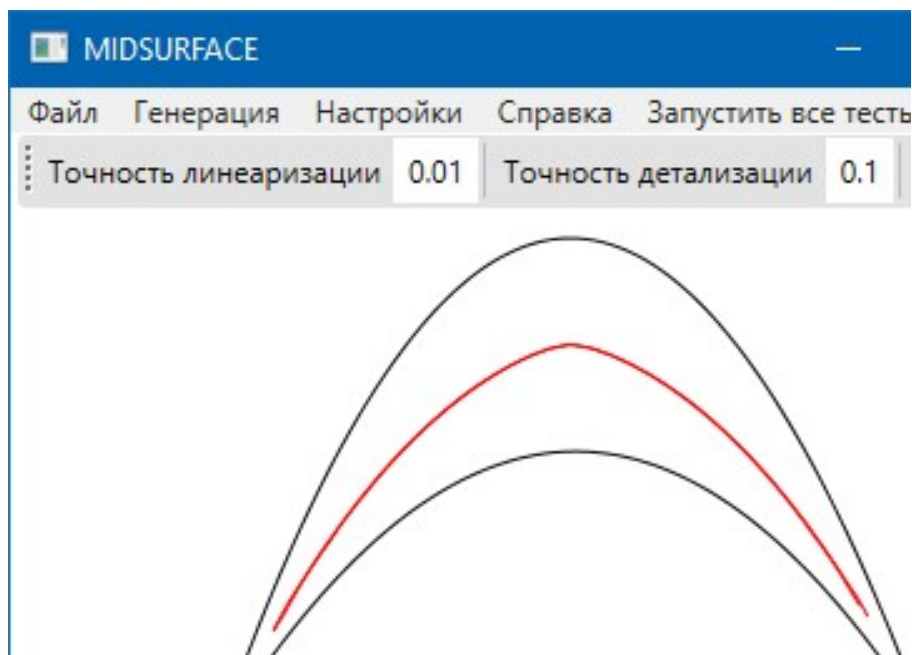 MIDSURFACE
Файл Генерация Настройки Справка Запустить все тесты
Точность линеаризации 0.01 Точность детализации 0.1